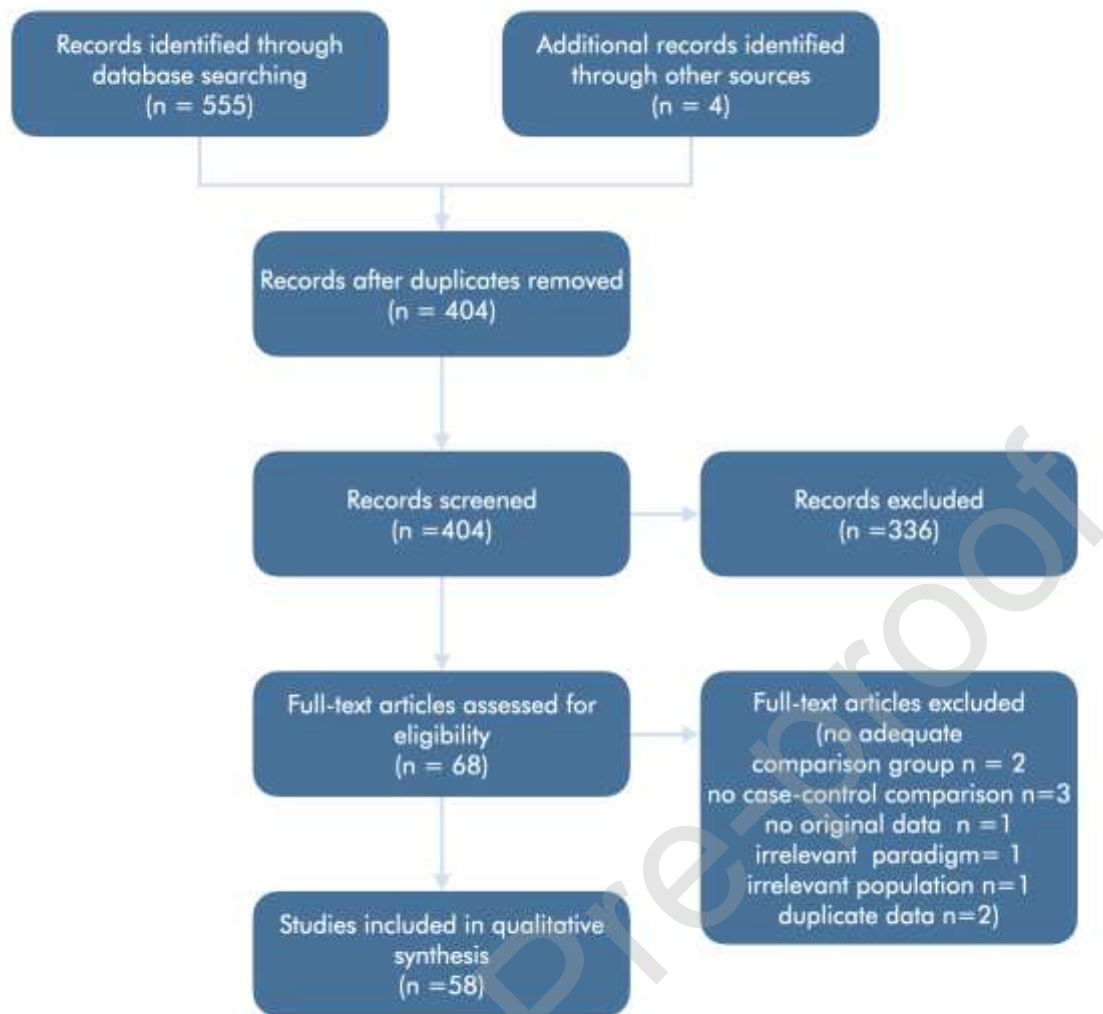 Records identified through
database searching
(n = 555)
Additional records identified
through other sources
(n = 4)
Records after duplicates removed
(n = 404)
Records screened
(n =404)
Records excluded
(n =336)
Full-text articles assessed for
eligibility
(n = 68)
Full-text articles excluded
(no adequate
comparison group n = 2
no case-control comparison n=3
no original data n =1
irrelevant paradigm= 1
irrelevant population n=1
duplicate data n=2)
Studies included in qualitative
synthesis
(n =58)
Pre-proof